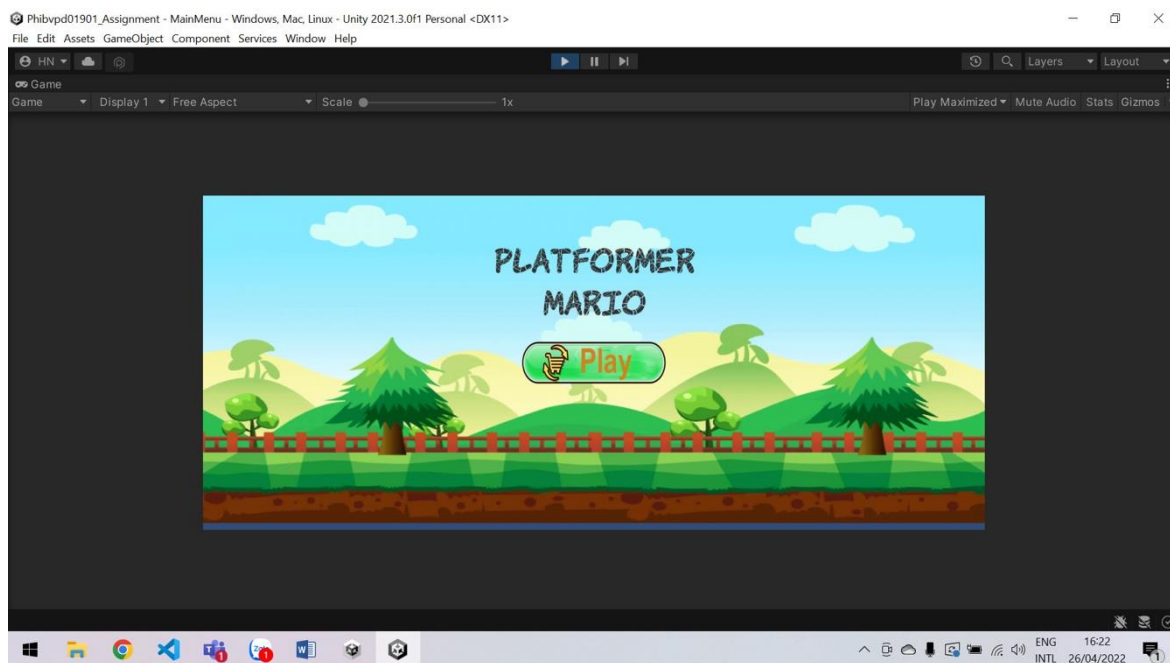 Phibvpd01901_Assignment - MainMenu - Windows, Mac, Linux - Unity 2021.3.0f1 Personal <DX11>
File Edit Assets GameObject Component Services Window Help
HN Layers Layout
Game
Game Display 1 Free Aspect Scale 1x Play Maximized Mute Audio Stats Gizmos
PLATFORMER
MARIO
Play
ENG 16:22
INTL 26/04/2022